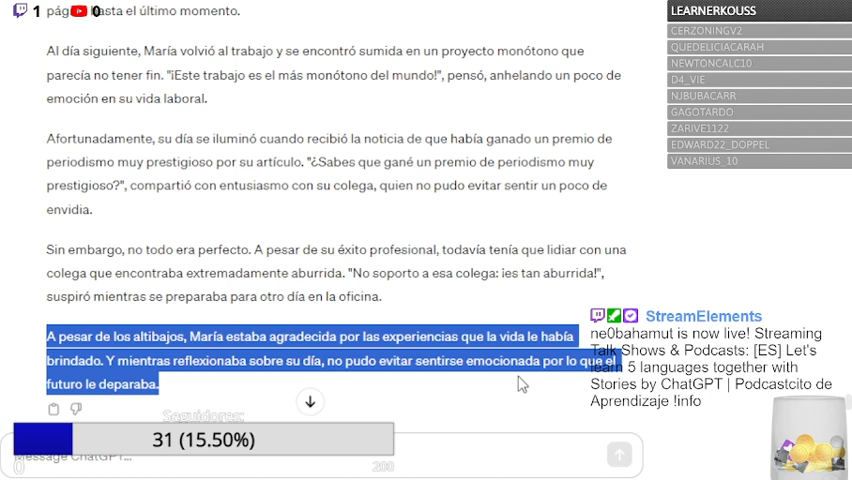 1
0
página hasta el último momento.
Al día siguiente, María volvió al trabajo y se encontró sumida en un proyecto monótono que
parecía no tener fin. "¡Este trabajo es el más monótono del mundo!", pensó, anhelando un poco de
emoción en su vida laboral.
Afortunadamente, su día se iluminó cuando recibió la noticia de que había ganado un premio de
periodismo muy prestigioso por su artículo. "¿Sabes que gané un premio de periodismo muy
prestigioso?", compartió con entusiasmo con su colega, quien no pudo evitar sentir un poco de
envidia.
Sin embargo, no todo era perfecto. A pesar de su éxito profesional, todavía tenía que lidiar con una
colega que encontraba extremadamente aburrida. "No soporto a esa colega: ¡es tan aburrida!",
suspiró mientras se preparaba para otro día en la oficina.
A pesar de los altibajos, María estaba agradecida por las experiencias que la vida le había
brindado. Y mientras reflexionaba sobre su día, no pudo evitar sentirse emocionada por lo que el
futuro le deparaba.
Seguidores:
31 (15.50%)
Message ChatGPT...
0
200
LEARNERKOUSS
CERZONINGV2
QUEDELICIACARAH
NEWTONCALC10
D4_VIE
NJBUBACARR
GAGOTARDO
ZARIVE1122
EDWARD22_DOPPEL
VANARIUS_10
StreamElements
ne0bahamut is now live! Streaming
Talk Shows & Podcasts: [ES] Let's
learn 5 languages together with
Stories by ChatGPT | Podcastcito de
Aprendizaje !info